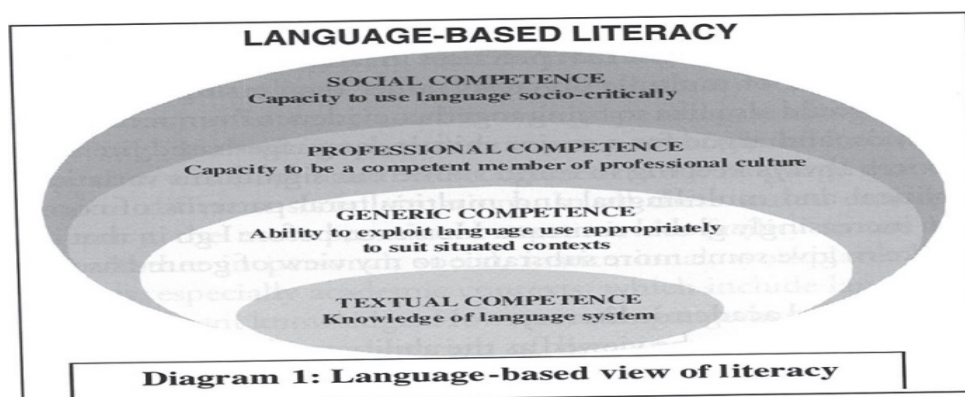 LANGUAGE-BASED LITERACY
SOCIAL COMPETENCE
Capacity to use language socio-critically
PROFESSIONAL COMPETENCE
Capacity to be a competent member of professional culture
GENERIC COMPETENCE
Ability to exploit language use appropriately
to suit situated contexts
TEXTUAL COMPETENCE
Knowledge of language system
Diagram 1: Language-based view of literacy